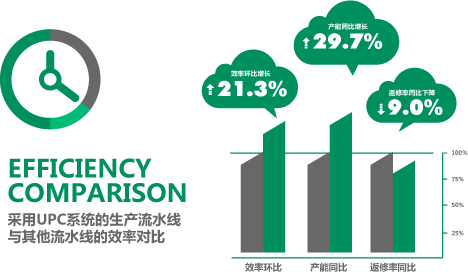 产能同比增长
29.7%
效率环比增长
21.3%
返修率同比下降
9.0%
EFFICIENCY
COMPARISON
采用UPC系统的生产流水线
与其他流水线的效率对比
100%
75%
50%
25%
效率环比
产能同比
返修率同比